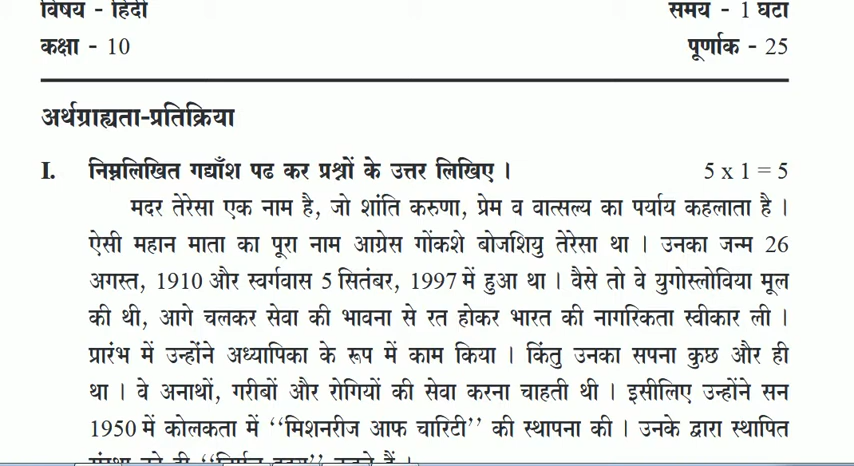 विषय - हिंदी समय - 1 घंटा
कक्षा - 10 पूर्णांक - 25
अर्थग्राह्यता-प्रतिक्रिया
I. निम्नलिखित गद्याँश पढ कर प्रश्नों के उत्तर लिखिए । 5 x 1 = 5
मदर तेरेसा एक नाम है, जो शांति करुणा, प्रेम व वात्सल्य का पर्याय कहलाता है ।
ऐसी महान माता का पूरा नाम आग्रेस गोंकशे बोजशियु तेरेसा था । उनका जन्म 26
अगस्त, 1910 और स्वर्गवास 5 सितंबर, 1997 में हुआ था । वैसे तो वे युगोस्लोविया मूल
की थी, आगे चलकर सेवा की भावना से रत होकर भारत की नागरिकता स्वीकार ली ।
प्रारंभ में उन्होंने अध्यापिका के रूप में काम किया । किंतु उनका सपना कुछ और ही
था । वे अनाथों, गरीबों और रोगियों की सेवा करना चाहती थी । इसीलिए उन्होंने सन
1950 में कोलकता में “मिशनरीज आफ चारिटी” की स्थापना की । उनके द्वारा स्थापित